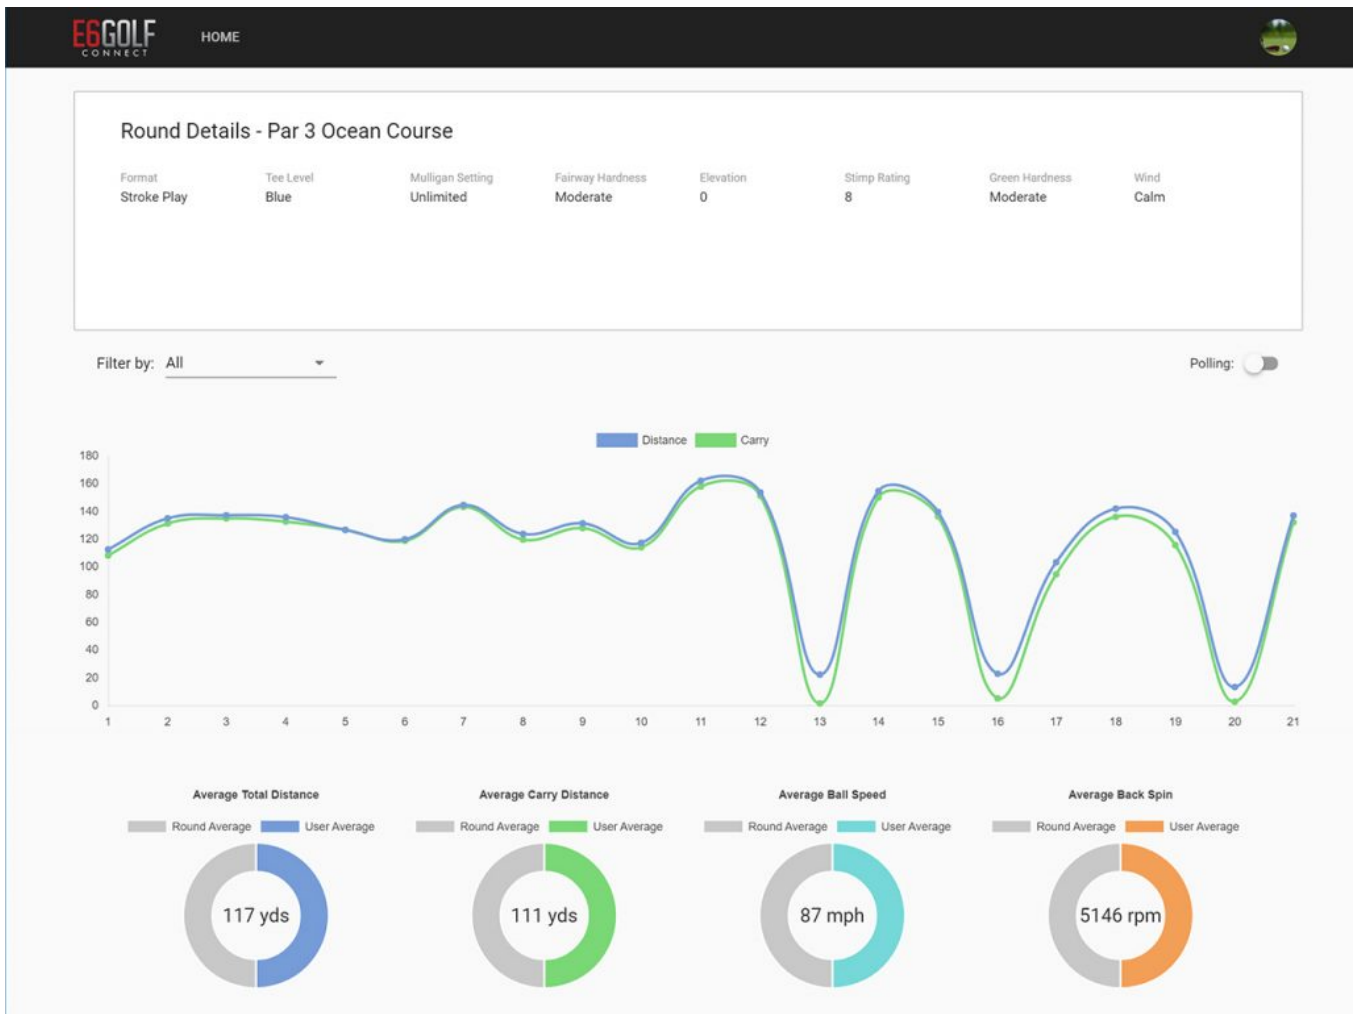 E6GOLF
CONNECT
HOME
Round Details - Par 3 Ocean Course
Format Tee Level Mulligan Setting Fairway Hardness Elevation Stimp Rating Green Hardness Wind
Stroke Play Blue Unlimited Moderate 0 8 Moderate Calm
Filter by: All
Polling:
Distance Carry
180
160
140
120
100
80
60
40
20
0
1 2 3 4 5 6 7 8 9 10 11 12 13 14 15 16 17 18 19 20 21
Average Total Distance Average Carry Distance Average Ball Speed Average Back Spin
Round Average User Average Round Average User Average Round Average User Average Round Average User Average
117 yds 111 yds 87 mph 5146 rpm